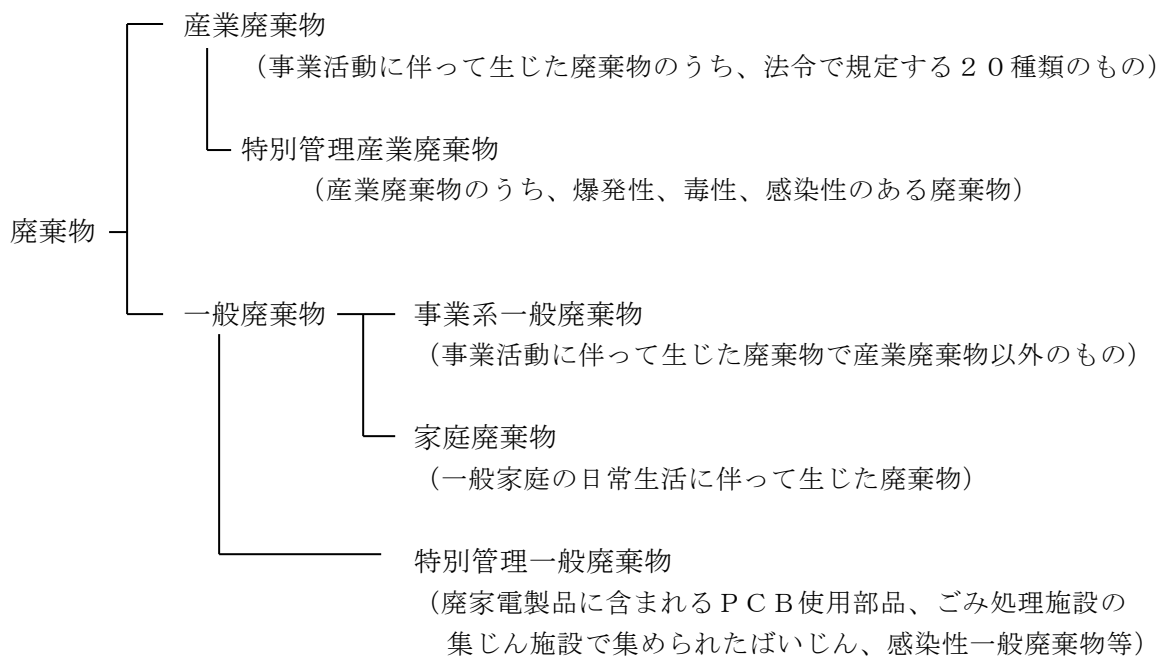 産業廃棄物
（事業活動に伴って生じた廃棄物のうち、法令で規定する２０種類のもの）
特別管理産業廃棄物
（産業廃棄物のうち、爆発性、毒性、感染性のある廃棄物）
廃棄物
一般廃棄物
事業系一般廃棄物
（事業活動に伴って生じた廃棄物で産業廃棄物以外のもの）
家庭廃棄物
（一般家庭の日常生活に伴って生じた廃棄物）
特別管理一般廃棄物
（廃家電製品に含まれるＰＣＢ使用部品、ごみ処理施設の
集じん施設で集められたばいじん、感染性一般廃棄物等）